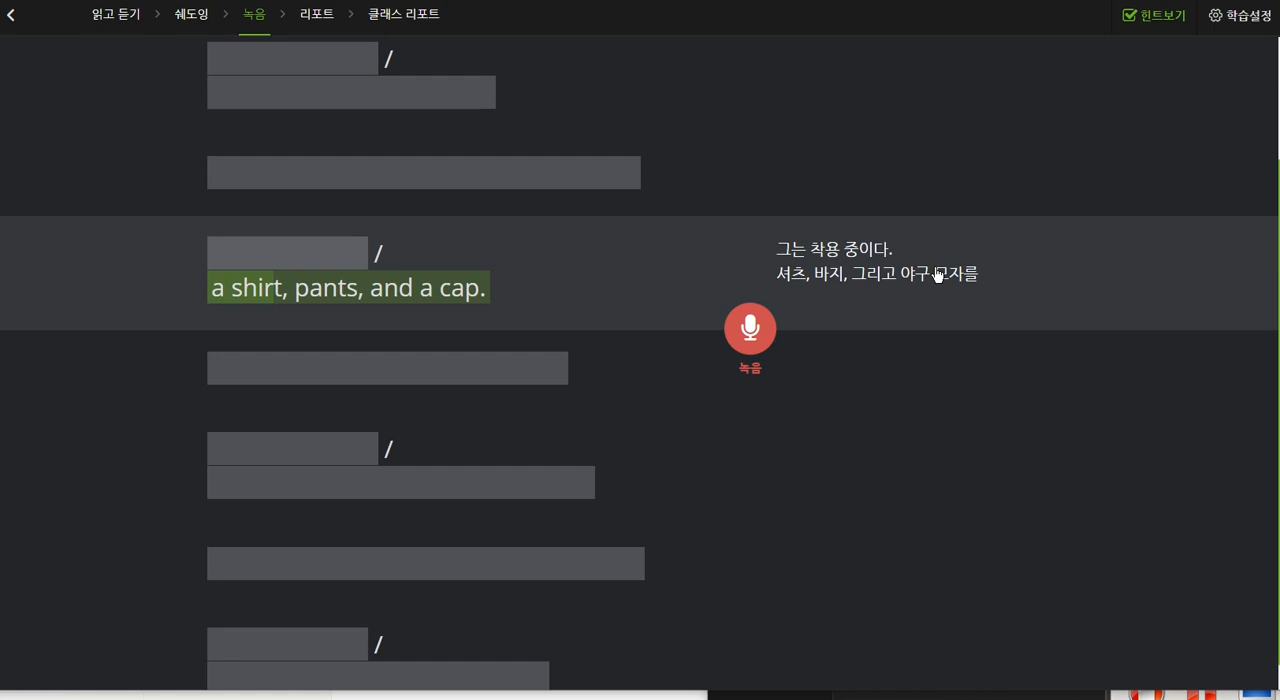 읽고 듣기 > 쉐도잉 > 녹음 > 리포트 > 클래스 리포트
힌트보기
학습설정
/
/
a shirt, pants, and a cap.
그는 착용 중이다.
셔츠, 바지, 그리고 야구 모자를
녹음
/
/